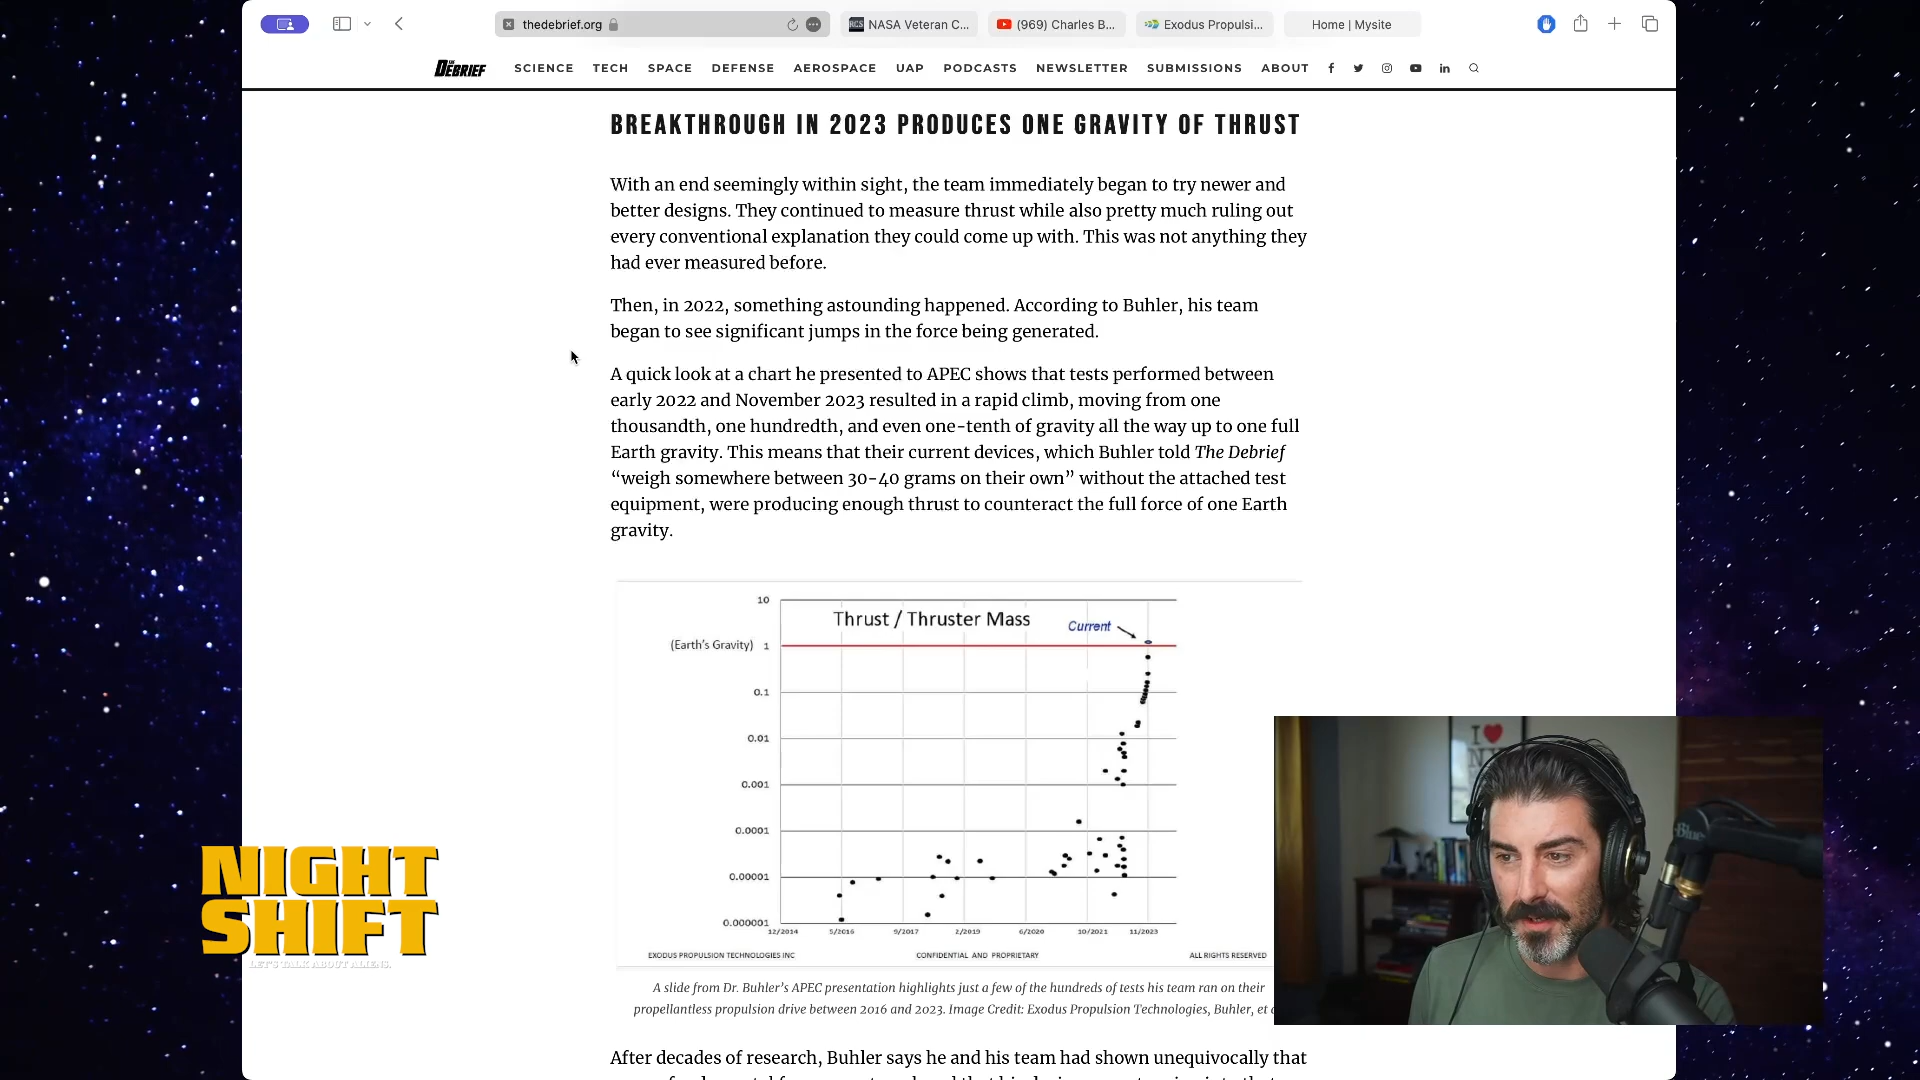 thedebrief.org
NASA Veteran C...
(969) Charles B...
Exodus Propulsi...
Home | Mysite
THE DEBRIEF
SCIENCE TECH SPACE DEFENSE AEROSPACE UAP PODCASTS NEWSLETTER SUBMISSIONS ABOUT
BREAKTHROUGH IN 2023 PRODUCES ONE GRAVITY OF THRUST
With an end seemingly within sight, the team immediately began to try newer and
better designs. They continued to measure thrust while also pretty much ruling out
every conventional explanation they could come up with. This was not anything they
had ever measured before.
Then, in 2022, something astounding happened. According to Buhler, his team
began to see significant jumps in the force being generated.
A quick look at a chart he presented to APEC shows that tests performed between
early 2022 and November 2023 resulted in a rapid climb, moving from one
thousandth, one hundredth, and even one-tenth of gravity all the way up to one full
Earth gravity. This means that their current devices, which Buhler told The Debrief
“weigh somewhere between 30-40 grams on their own” without the attached test
equipment, were producing enough thrust to counteract the full force of one Earth
gravity.
Thrust / Thruster Mass
Current
10
(Earth's Gravity) 1
0.1
0.01
0.001
0.0001
0.00001
0.000001
12/2014 5/2016 9/2017 2/2019 6/2020 10/2021 11/2023
EXODUS PROPULSION TECHNOLOGIES INC CONFIDENTIAL AND PROPRIETARY ALL RIGHTS RESERVED
A slide from Dr. Buhler's APEC presentation highlights just a few of the hundreds of tests his team ran on their
propellantless propulsion drive between 2016 and 2023. Image Credit: Exodus Propulsion Technologies, Buhler, et
After decades of research, Buhler says he and his team had shown unequivocally that
NIGHT
SHIFT
LET'S TALK ABOUT ALIENS.
I
NY
Blue